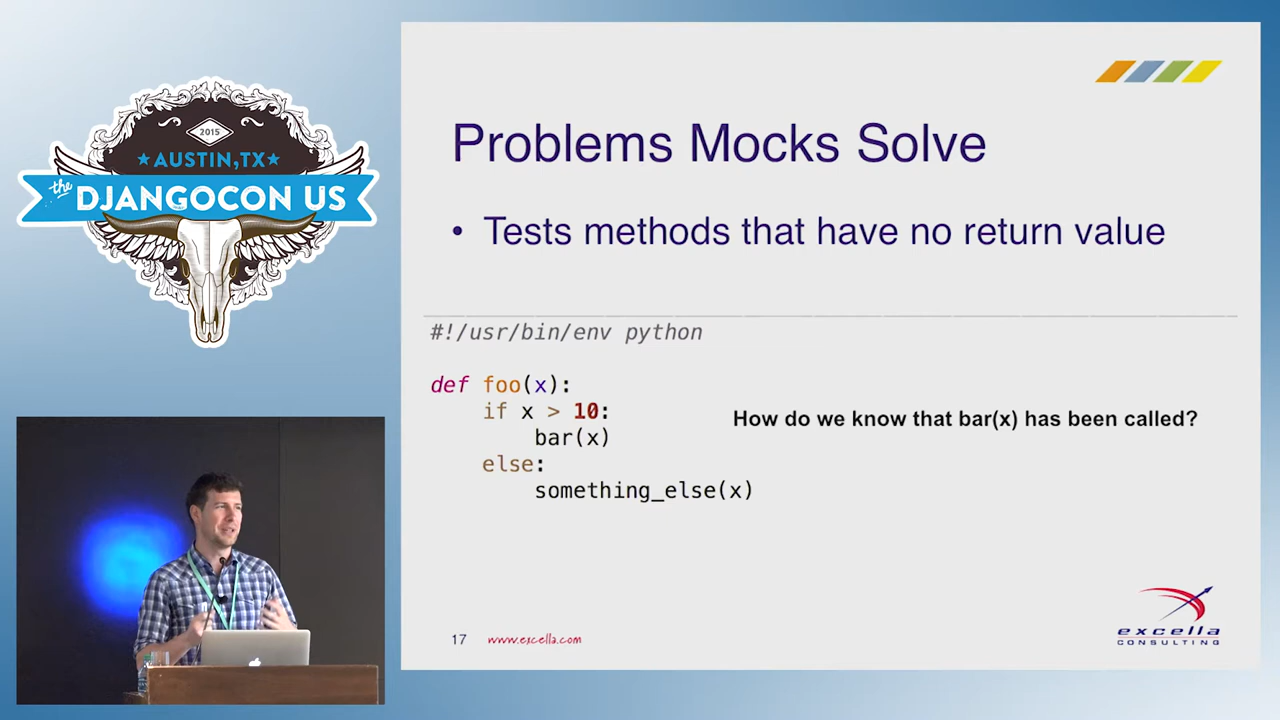 2015
★AUSTIN,TX★
the DJANGOCON US
Problems Mocks Solve
• Tests methods that have no return value
#!/usr/bin/env python
def foo(x):
    if x > 10:
        bar(x)
    else:
        something_else(x)
How do we know that bar(x) has been called?
17 www.excella.com
excella
CONSULTING